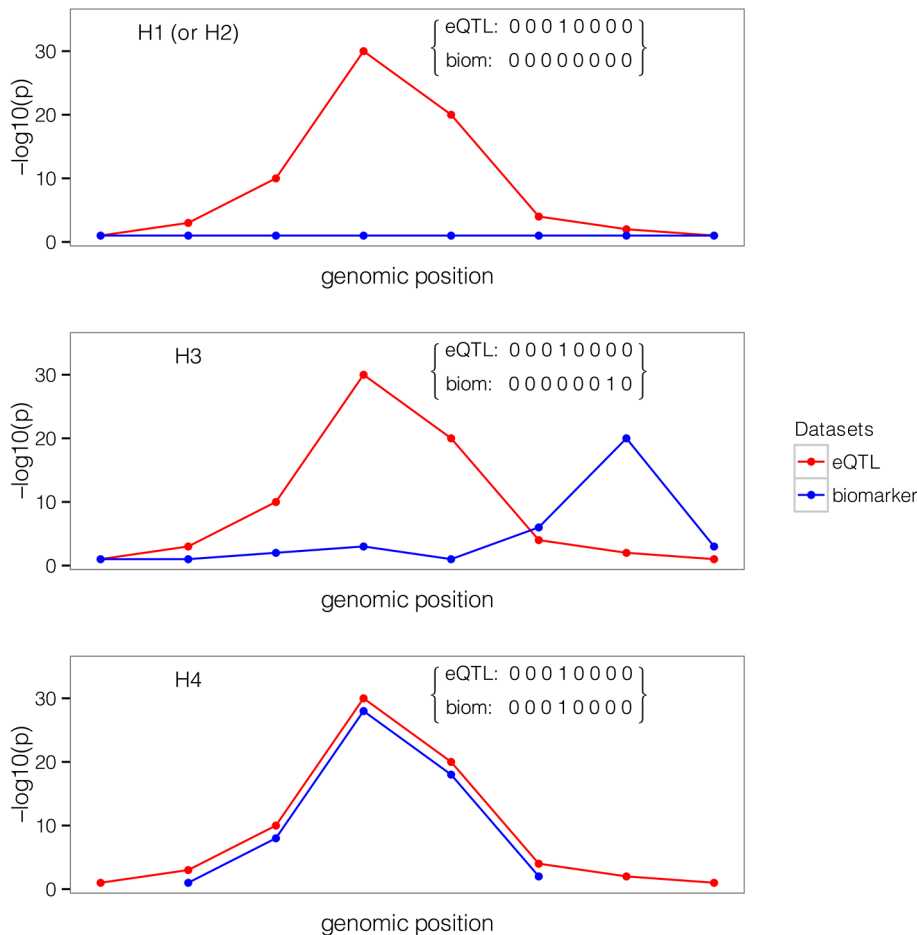 H1 (or H2)
eQTL: 0 0 0 1 0 0 0 0
biom: 0 0 0 0 0 0 0 0
30
20
10
0
−log10(p)
genomic position
H3
eQTL: 0 0 0 1 0 0 0 0
biom: 0 0 0 0 0 0 1 0
30
20
10
0
−log10(p)
genomic position
Datasets
eQTL
biomarker
H4
eQTL: 0 0 0 1 0 0 0 0
biom: 0 0 0 1 0 0 0 0
30
20
10
0
−log10(p)
genomic position